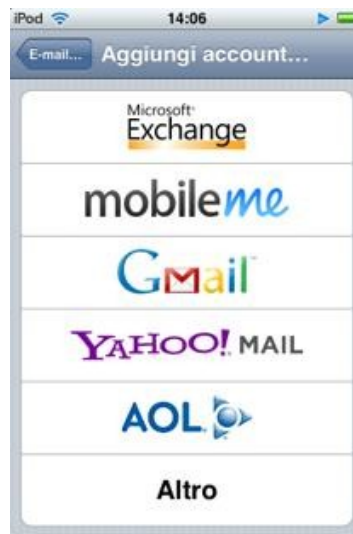 iPod 14:06
E-mail... Aggiungi account...
Microsoft
Exchange
mobileme
Gmail
YAHOO! MAIL
AOL
Altro